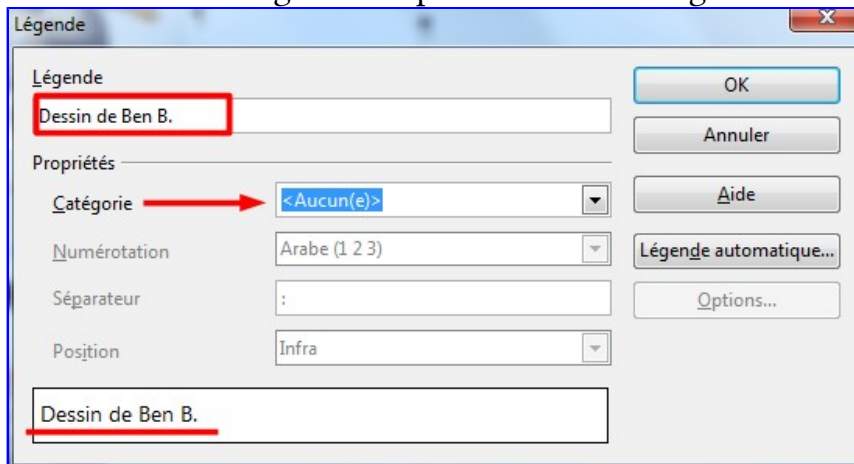 Légende
Légende
Dessin de Ben B.
Propriétés
Catégorie
<Aucun(e)>
Numérotation
Arabe (1 2 3)
Séparateur
:
Position
Infra
Dessin de Ben B.
OK
Annuler
Aide
Légende automatique...
Options...